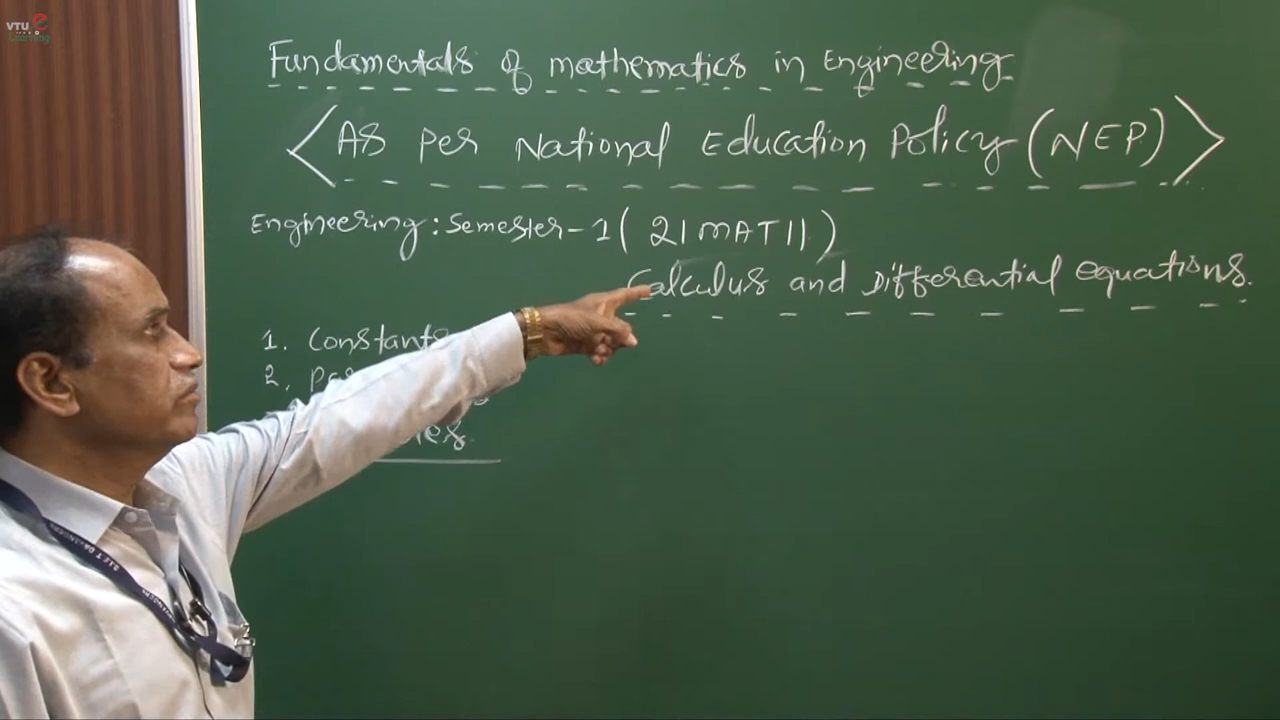 VTU e
Learning
Fundamentals of mathematics in Engineering
<As per National Education Policy (NEP)>
Engineering: Semester-1 (21MAT11)
Calculus and Differential equations.
1. Constants
2.